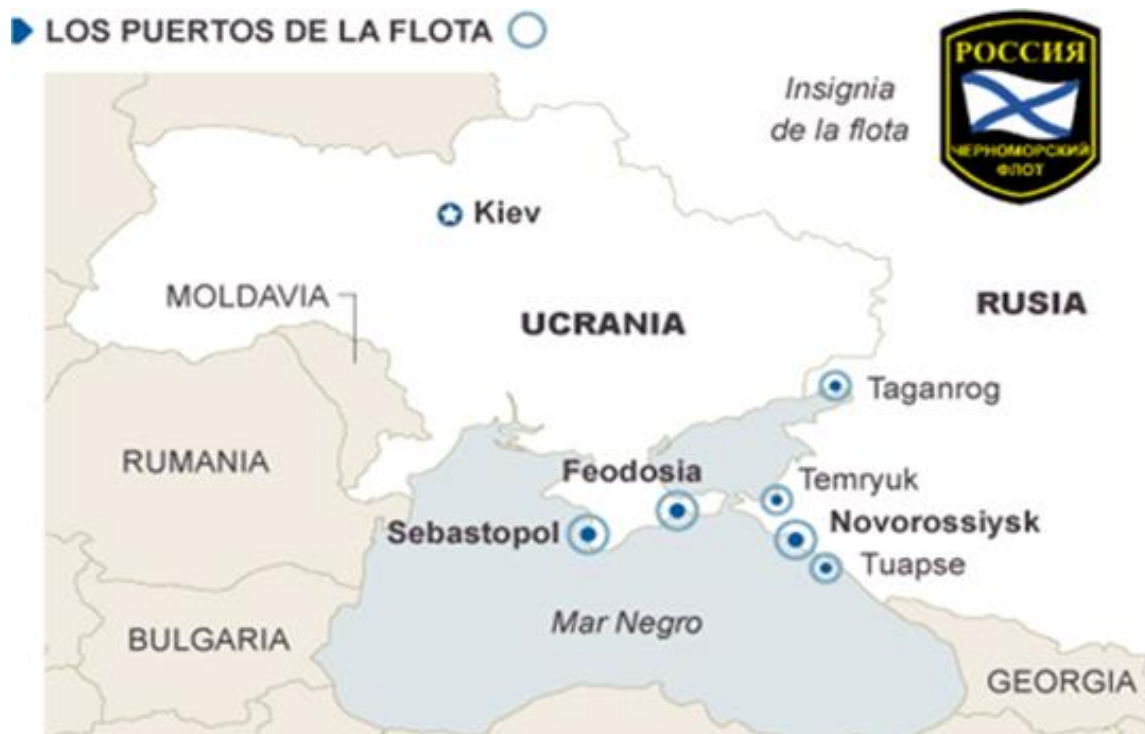 LOS PUERTOS DE LA FLOTA
Insignia
de la flota
РОССИЯ
ЧЕРНОМОРСКИЙ
ФЛОТ
Kiev
MOLDAVIA
UCRANIA
RUSIA
Taganrog
RUMANIA
Feodosia
Temryuk
Sebastopol
Novorossiysk
Tuapse
Mar Negro
BULGARIA
GEORGIA